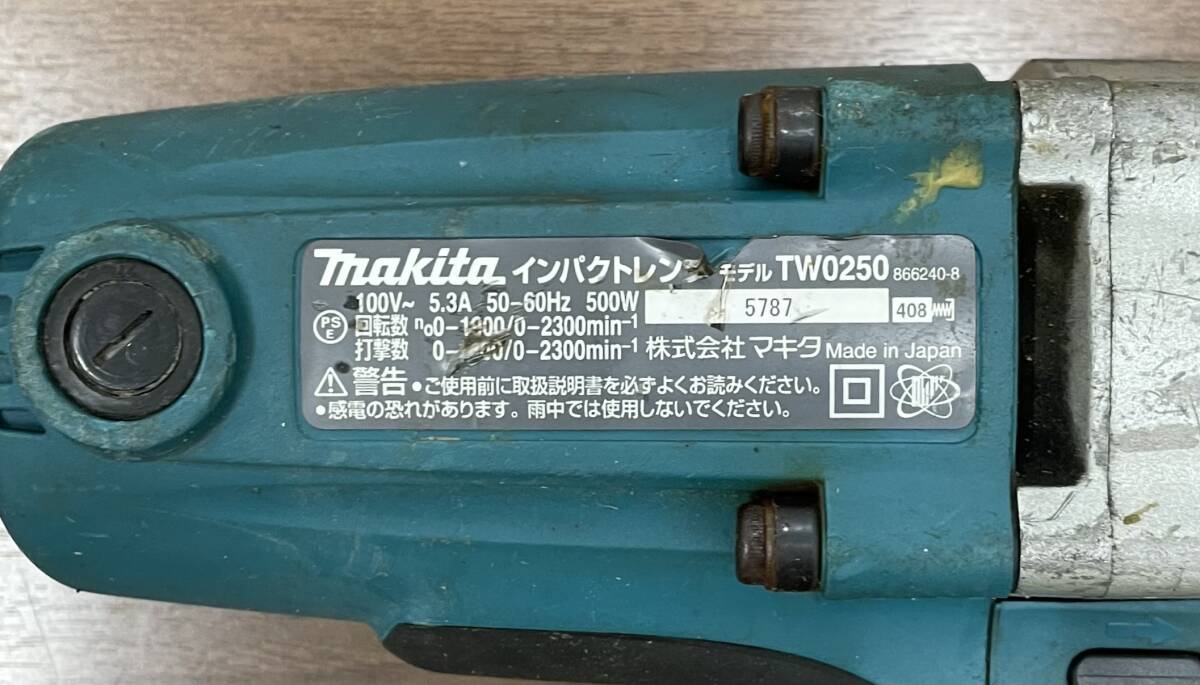 makita インパクトレンチ モデル TW0250 866240-8
100V~ 5.3A 50-60Hz 500W 5787 408
PSE 回転数 no 0-1800/0-2300min-1
打撃数 0-/0-2300min-1 株式会社 マキタ Made in Japan
警告 ●ご使用前に取扱説明書を必ずよくお読みください。
●感電の恐れがあります。雨中では使用しないでください。